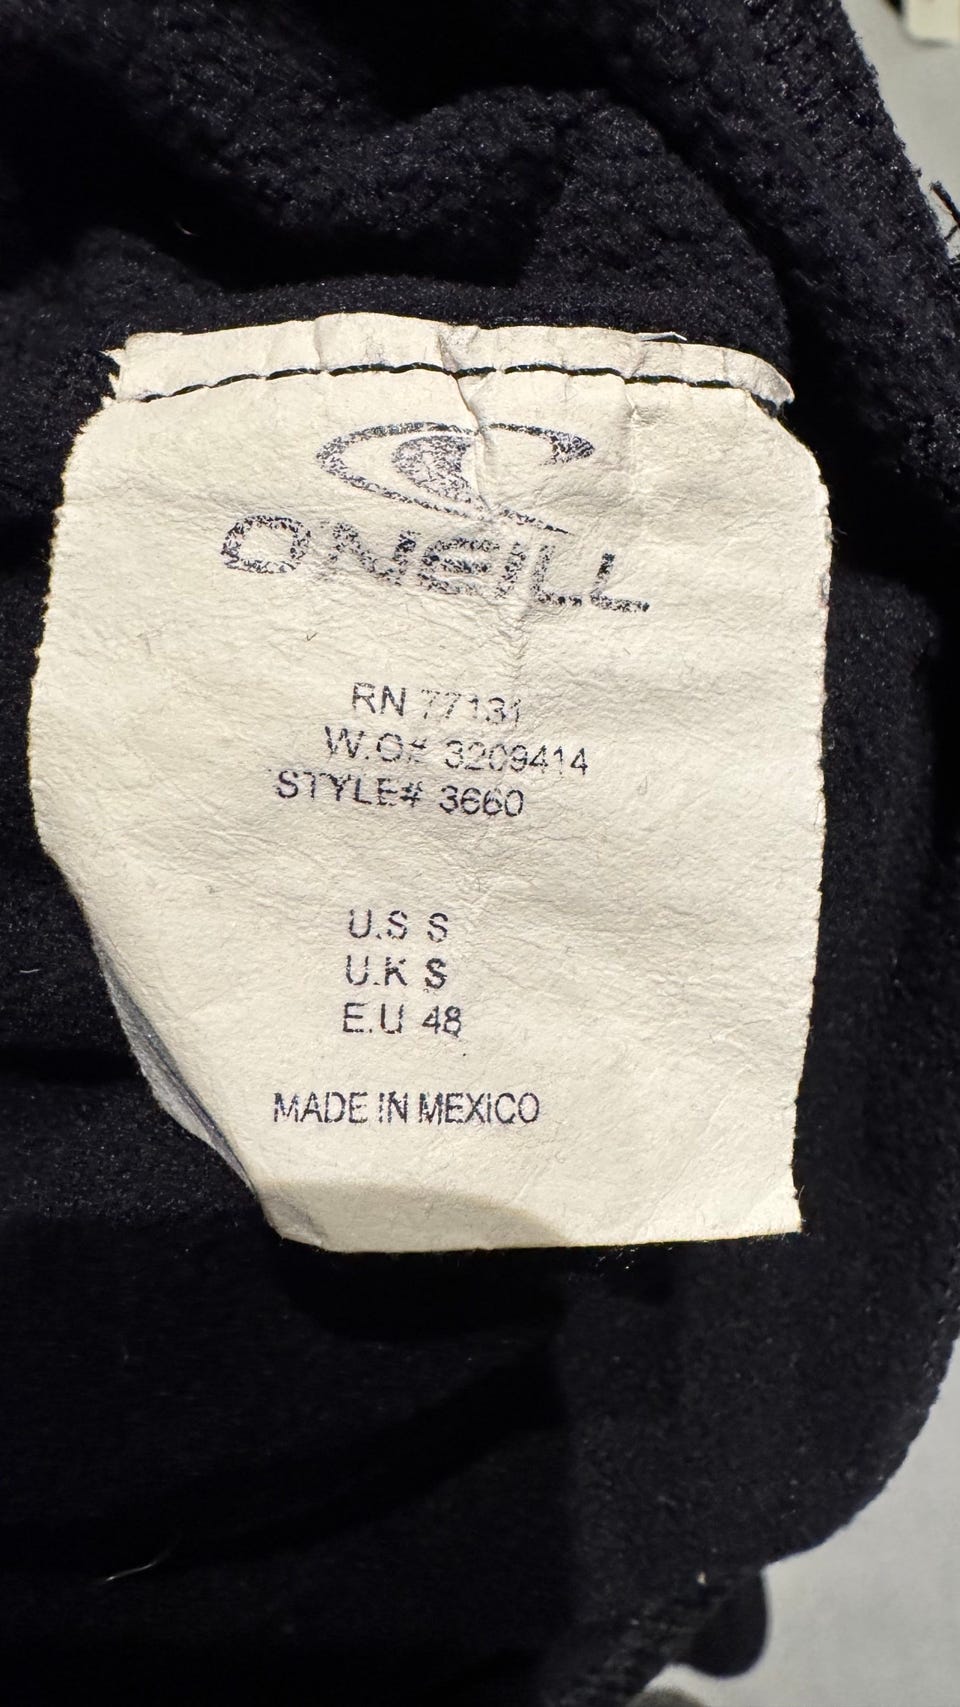 O'NEILL
RN 77131
W.O# 3209414
STYLE# 3660
U.S S
U.K S
E.U 48
MADE IN MEXICO